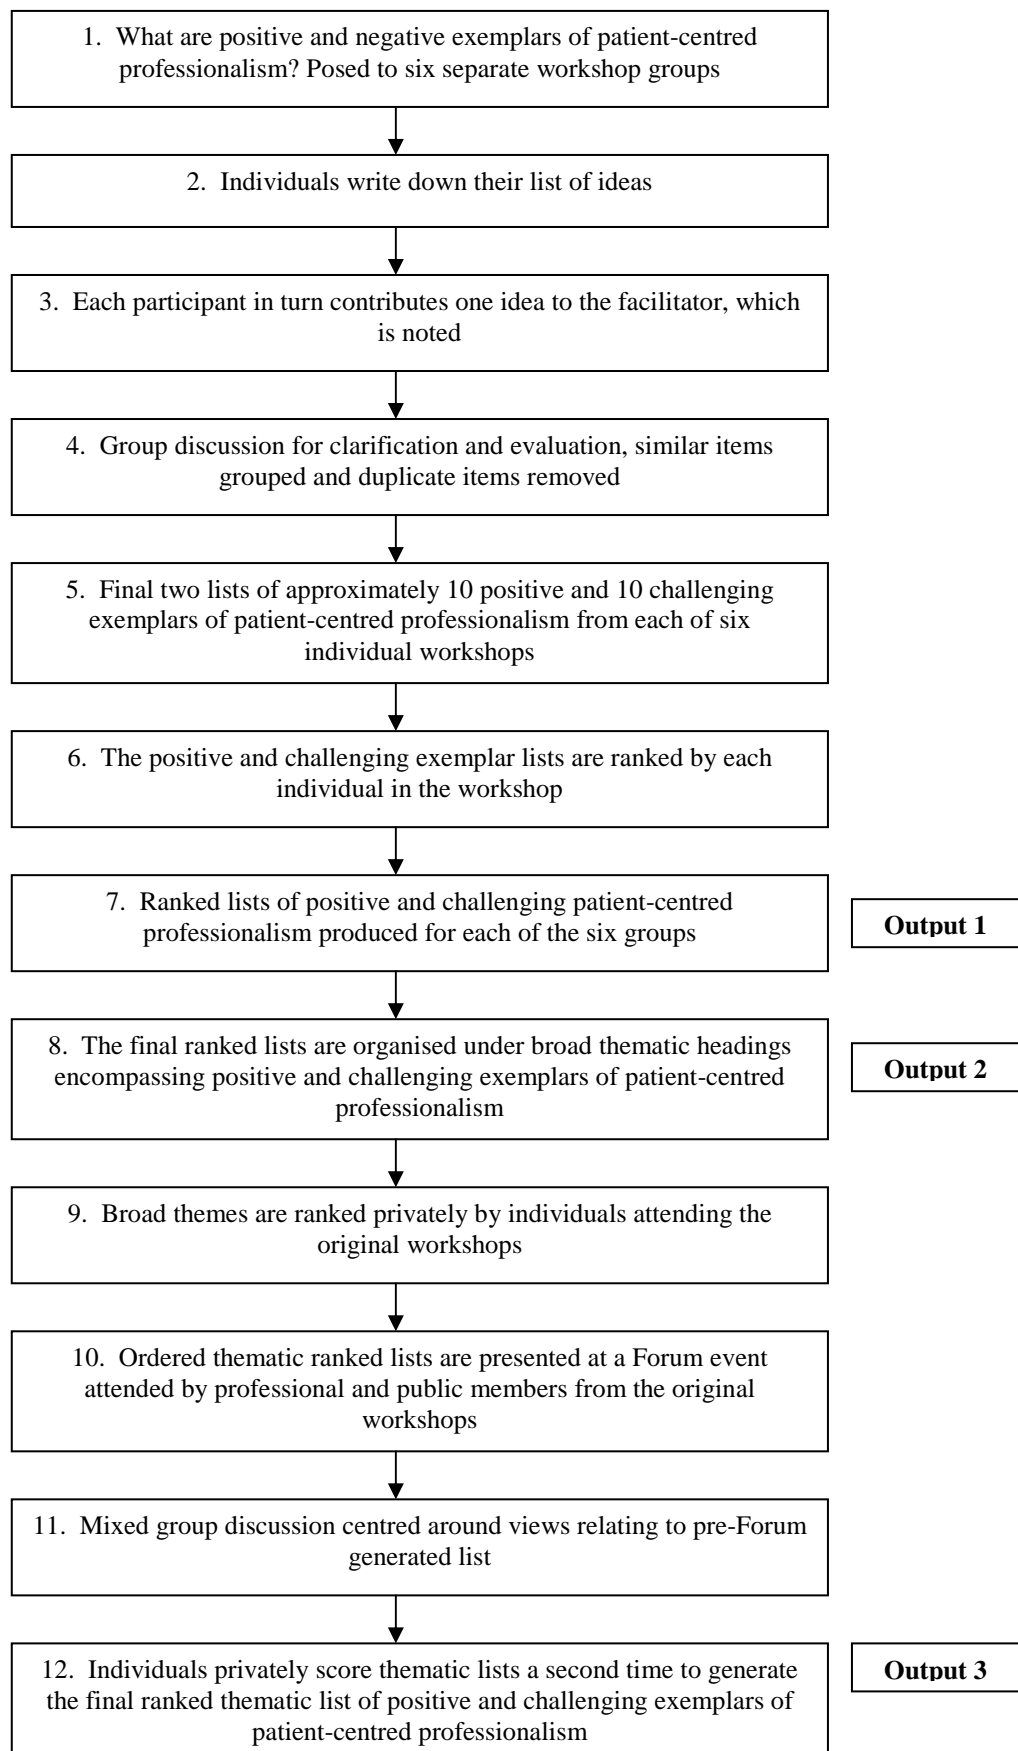 1. What are positive and negative exemplars of patient-centred
professionalism? Posed to six separate workshop groups
2. Individuals write down their list of ideas
3. Each participant in turn contributes one idea to the facilitator, which
is noted
4. Group discussion for clarification and evaluation, similar items
grouped and duplicate items removed
5. Final two lists of approximately 10 positive and 10 challenging
exemplars of patient-centred professionalism from each of six
individual workshops
6. The positive and challenging exemplar lists are ranked by each
individual in the workshop
7. Ranked lists of positive and challenging patient-centred
professionalism produced for each of the six groups
Output 1
8. The final ranked lists are organised under broad thematic headings
encompassing positive and challenging exemplars of patient-centred
professionalism
Output 2
9. Broad themes are ranked privately by individuals attending the
original workshops
10. Ordered thematic ranked lists are presented at a Forum event
attended by professional and public members from the original
workshops
11. Mixed group discussion centred around views relating to pre-Forum
generated list
12. Individuals privately score thematic lists a second time to generate
the final ranked thematic list of positive and challenging exemplars of
patient-centred professionalism
Output 3